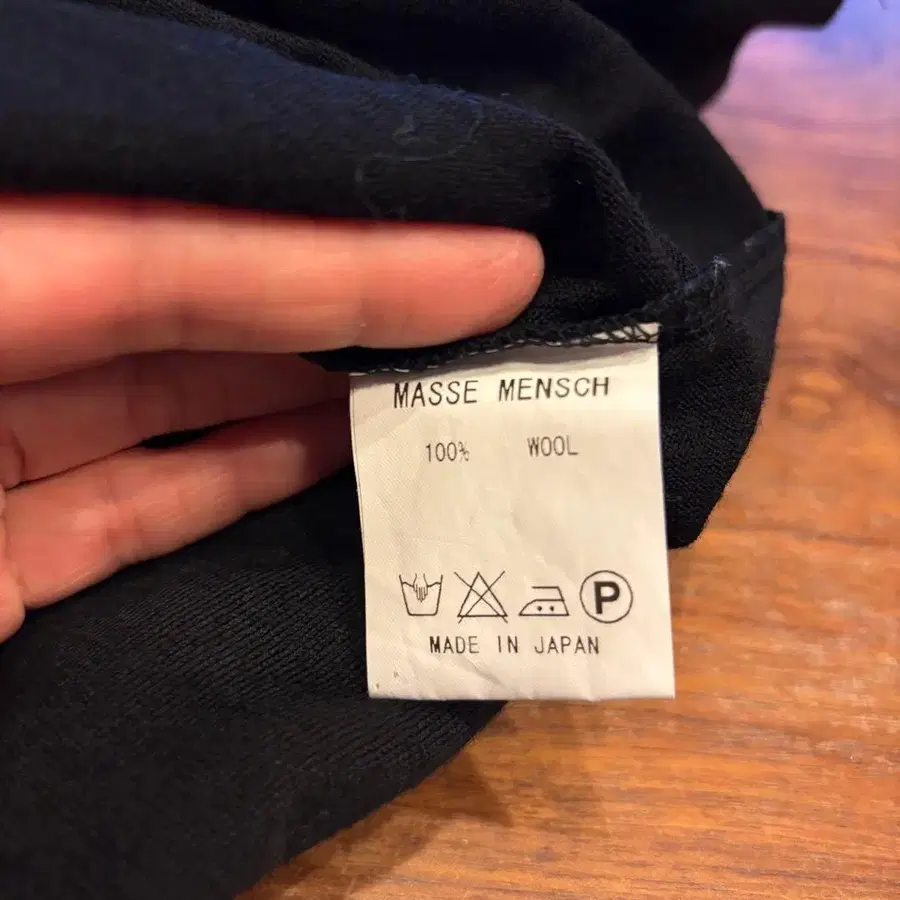 MASSE MENSCH
100% WOOL
P
MADE IN JAPAN